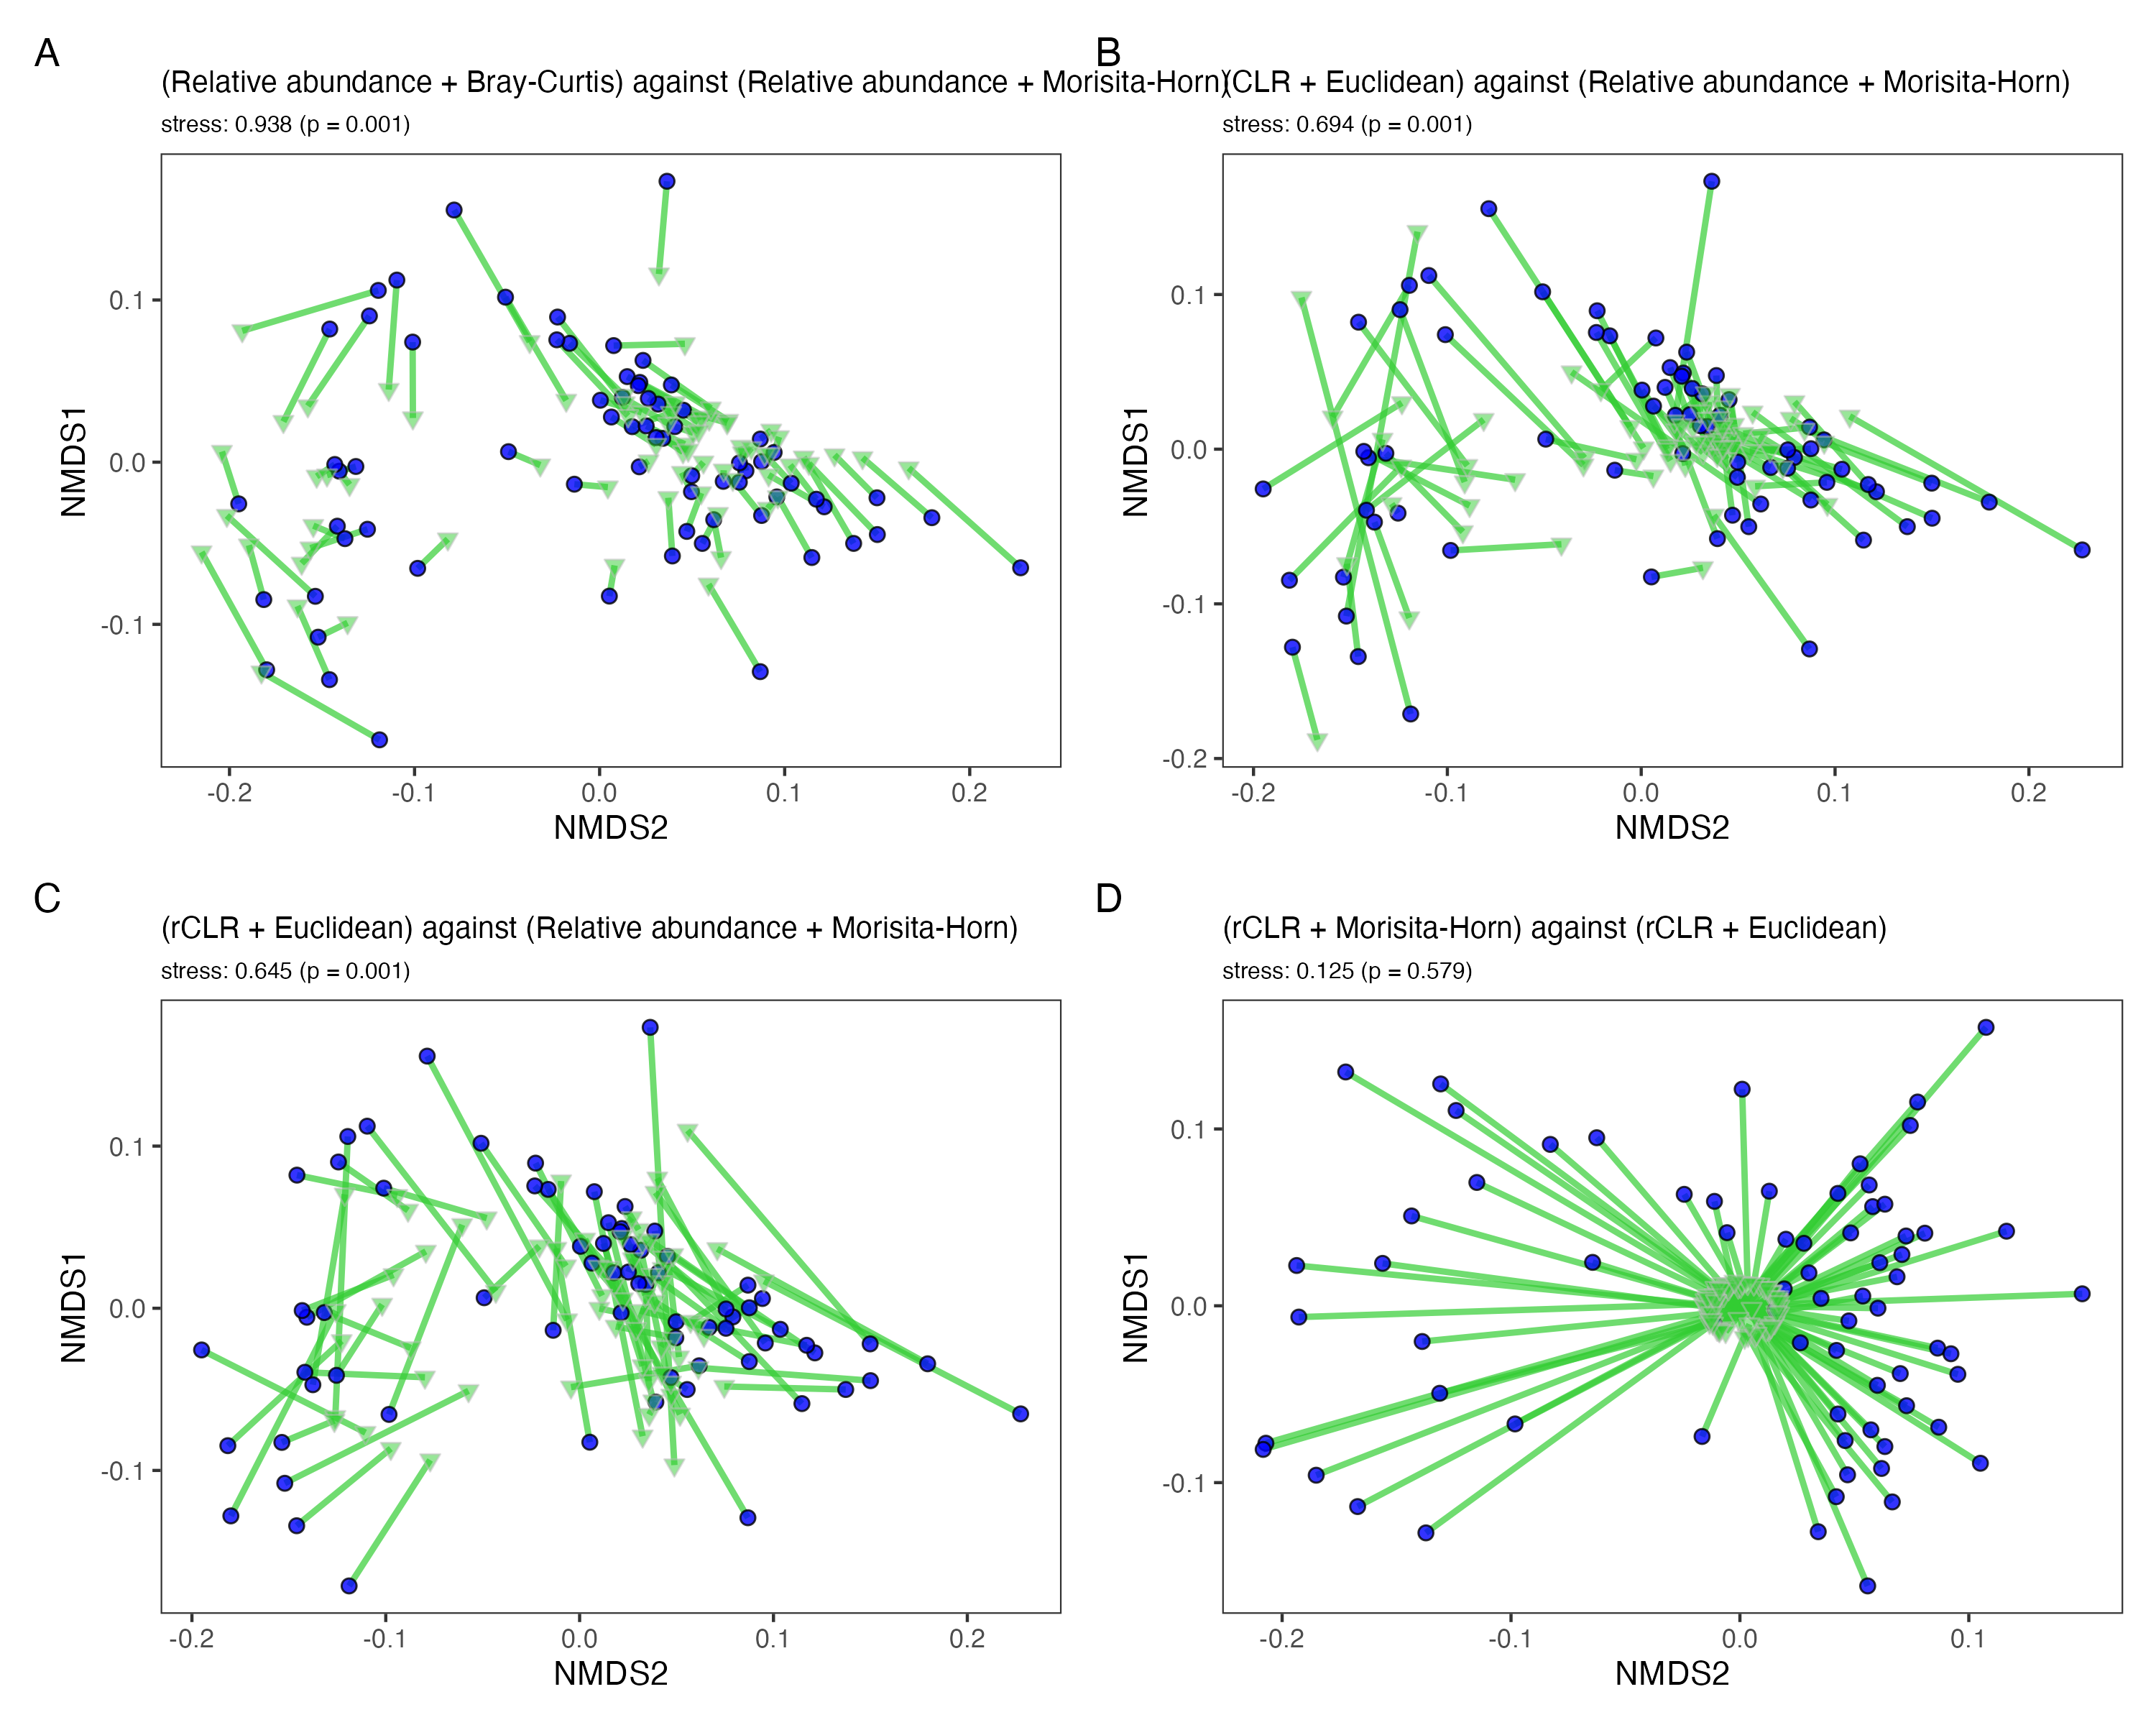 A
(Relative abundance + Bray-Curtis) against (Relative abundance + Morisita-Horn)
stress: 0.938 (p = 0.001)
0.1
0.0
-0.1
NMDS1
-0.2
-0.1
0.0
0.1
0.2
NMDS2
B
(CLR + Euclidean) against (Relative abundance + Morisita-Horn)
stress: 0.694 (p = 0.001)
0.1
0.0
-0.1
-0.2
NMDS1
-0.2
-0.1
0.0
0.1
0.2
NMDS2
C
(rCLR + Euclidean) against (Relative abundance + Morisita-Horn)
stress: 0.645 (p = 0.001)
0.1
0.0
-0.1
NMDS1
-0.2
-0.1
0.0
0.1
0.2
NMDS2
D
(rCLR + Morisita-Horn) against (rCLR + Euclidean)
stress: 0.125 (p = 0.579)
0.1
0.0
-0.1
NMDS1
-0.2
-0.1
0.0
0.1
NMDS2